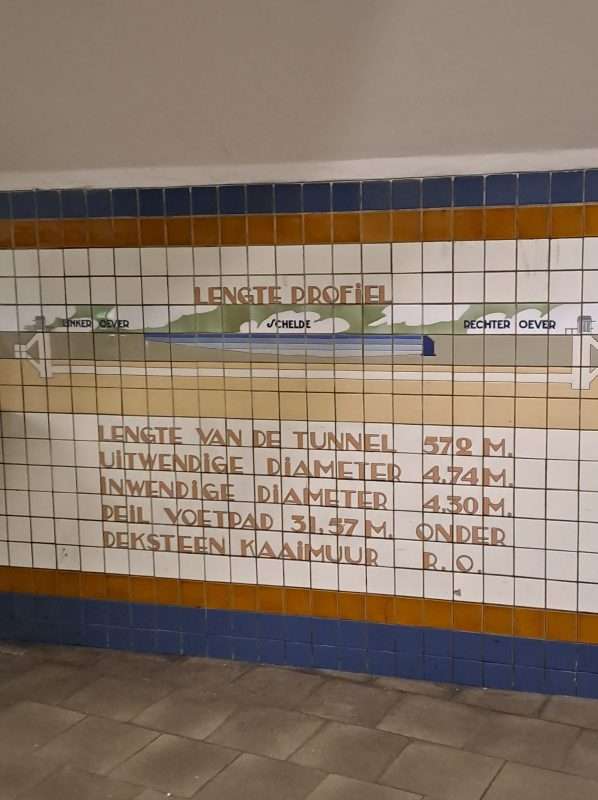 LENGTE PROFiEL
LINKER OEVER SCHELDE RECHTER OEVER
LENGTE VAN DE TUNNEL 572 M.
UiTWENDIGE DiAMETER 4.74 M.
iNWENDIGE DiAMETER 4.30 M.
PEiL VOETPAD 31.57 M. ONDER
DEKSTEEN KAAiMUUR R.O.